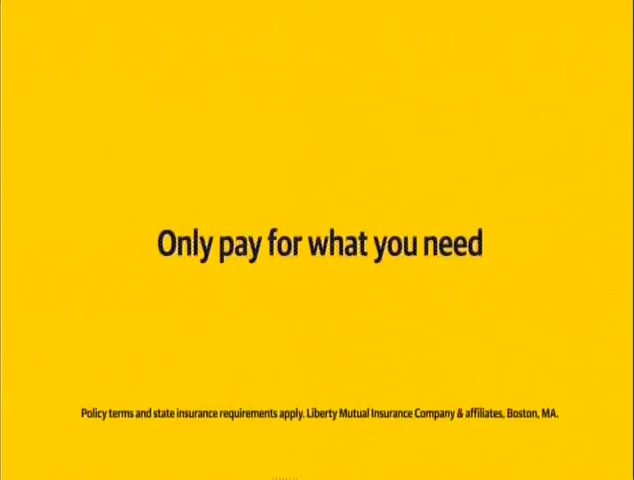 Only pay for what you need
Policy terms and state insurance requirements apply. Liberty Mutual Insurance Company & affiliates, Boston, MA.